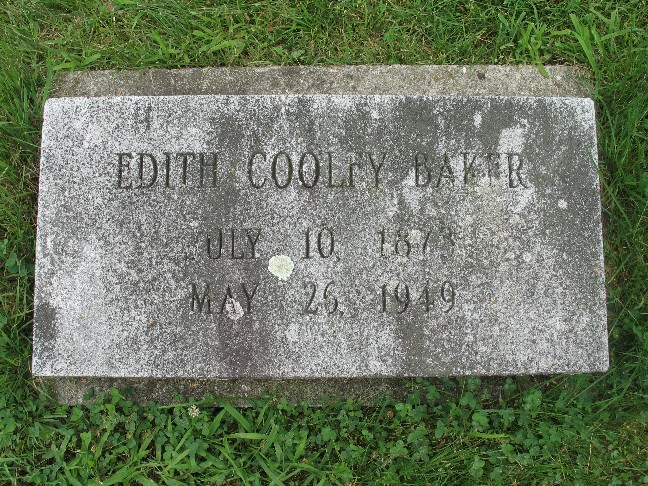 EDITH COOLEY BAKER
JULY 10, 1873
MAY 26, 1949